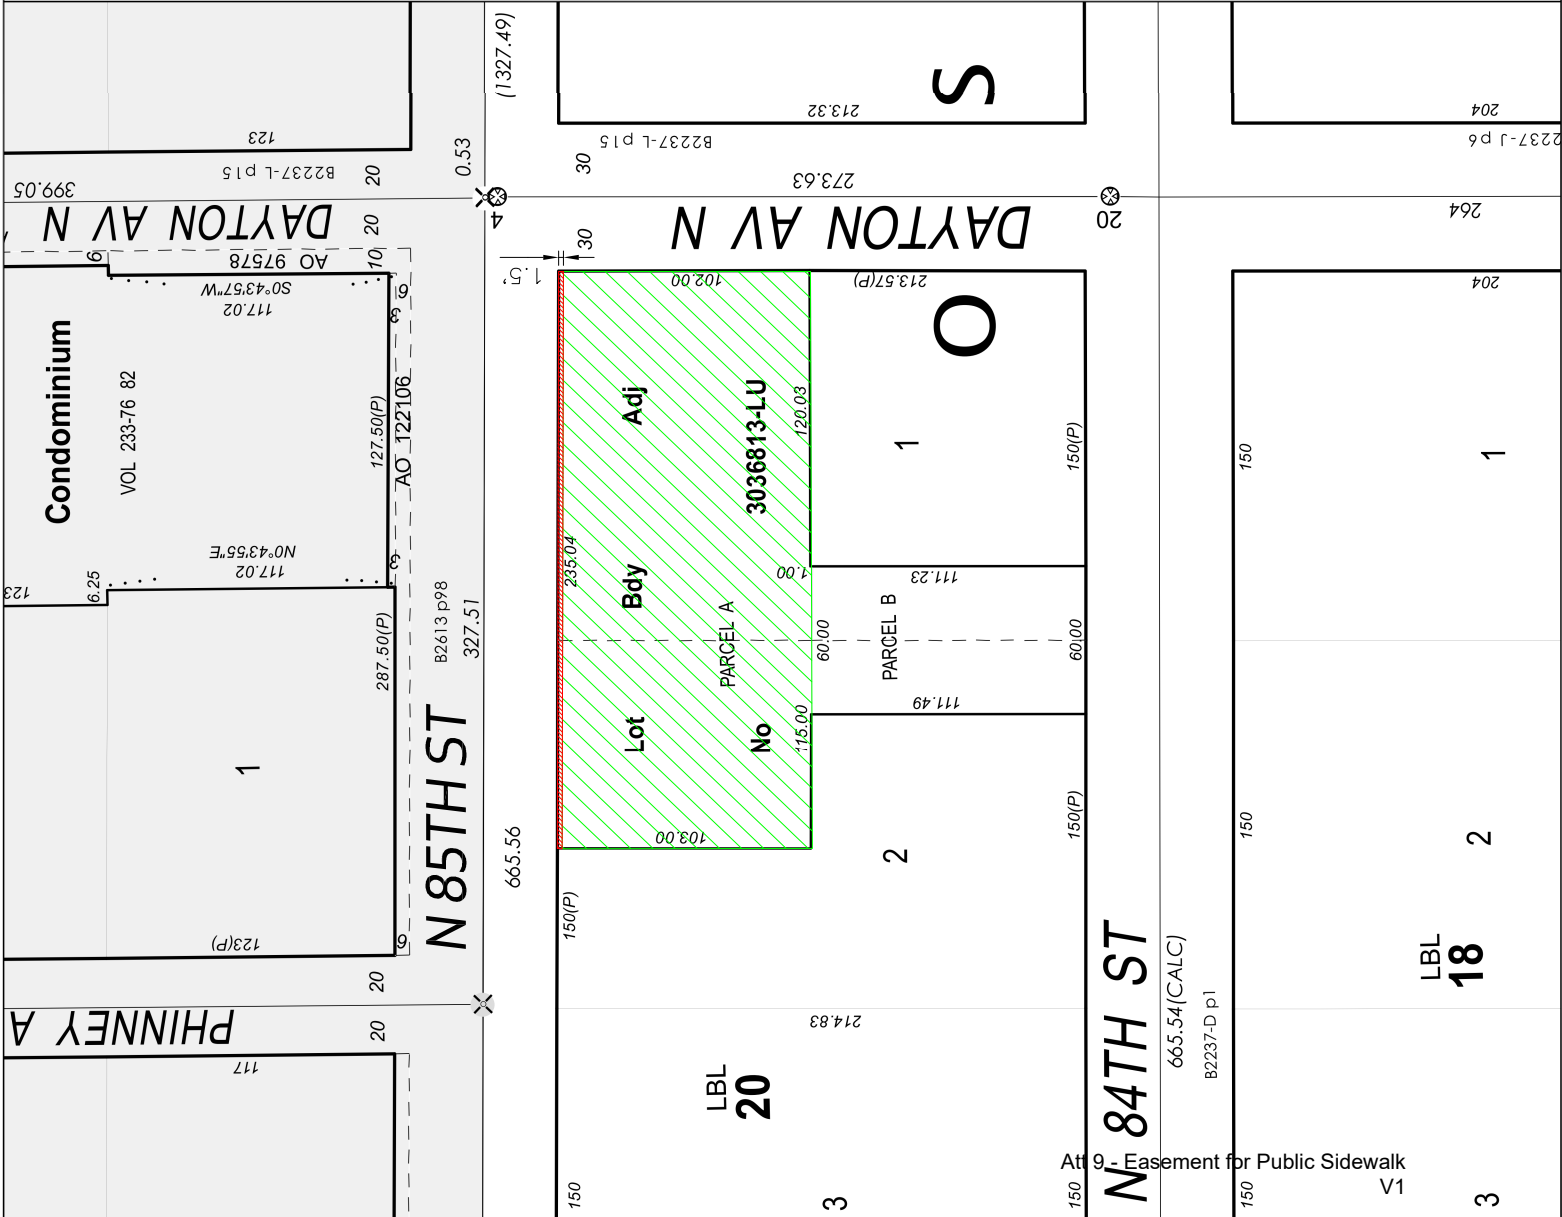 (1327.49)
S
213.32
B2237-L p15
30
204
2237-J p6
123
B2237-L p15
20
0.53
399.05
DAYTON AV N
20
4
273.63
DAYTON AV N
20
264
30
1.5'
6
AO 97578
10
S0°43'57"W
117.02
6
3
102.00
213.57(P)
204
O
Condominium
VOL 233-76 82
127.50(P)
AO 122106
Adj
3036813-LU
120.03
1
150(P)
150
1
N0°43'55"E
117.02
3
123
6.25
B2613 p98
327.51
287.50(P)
235.04
Bdy
1.00
111.23
PARCEL A
60.00
PARCEL B
60.00
111.49
Lot
No
115.00
1
N 85TH ST
665.56
103.00
2
150(P)
150
2
123(P)
6
20
150(P)
PHINNEY A
20
117
214.83
LBL
20
N 84TH ST
665.54(CALC)
B2237-D p1
LBL
18
150
3
150
150
3
Att 9 - Easement for Public Sidewalk
V1